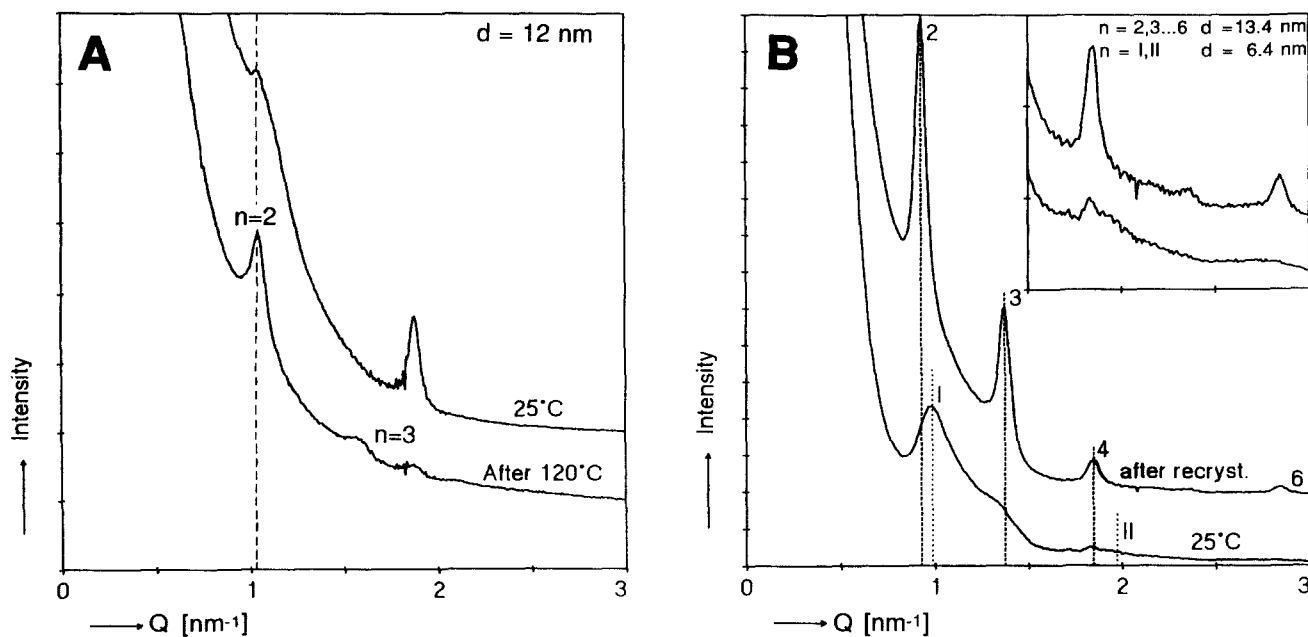 A
d = 12 nm
n=2
n=3
25°C
After 120°C
Intensity
0
1
2
3
Q [nm-1]
B
n = 2,3...6 d =13.4 nm
n = I,II d = 6.4 nm
2
3
I
4
after recryst.
6
II
25°C
Intensity
0
1
2
3
Q [nm-1]